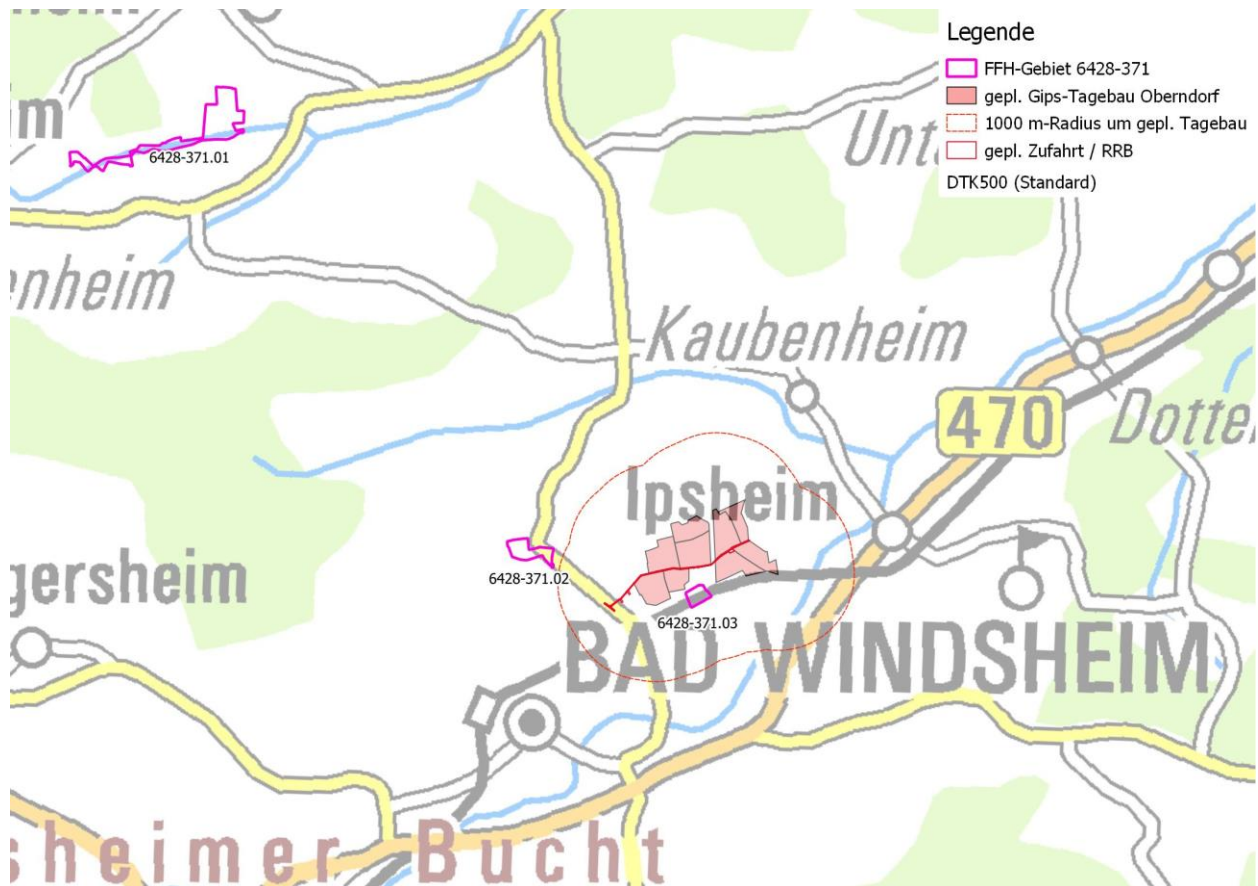 Legende
FFH-Gebiet 6428-371
gepl. Gips-Tagebau Oberndorf
1000 m-Radius um gepl. Tagebau
gepl. Zufahrt / RRB
DTK500 (Standard)
m
6428-371.01
Unt
enheim
Kaubenheim
470
Dotte
Ipsheim
gersheim
6428-371.02
6428-371.03
BAD WINDSHEIM
sheimer Bucht